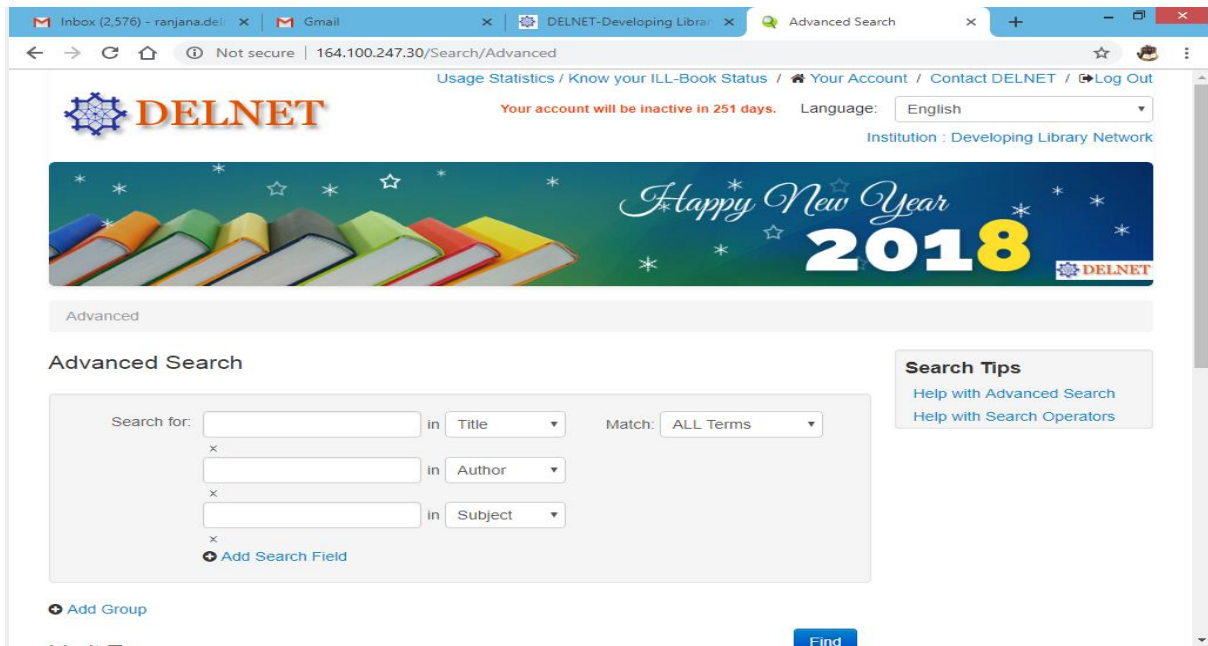 Inbox (2,576) - ranjana.deln
Gmail
DELNET-Developing Librar
Advanced Search
Not secure | 164.100.247.30/Search/Advanced
Usage Statistics / Know your ILL-Book Status / Your Account / Contact DELNET / Log Out
DELNET
Your account will be inactive in 251 days. Language: English
Institution : Developing Library Network
Happy New Year
2018
DELNET
Advanced
Advanced Search
Search for: in Title Match: ALL Terms
in Author
in Subject
Add Search Field
Add Group
Find
Search Tips
Help with Advanced Search
Help with Search Operators